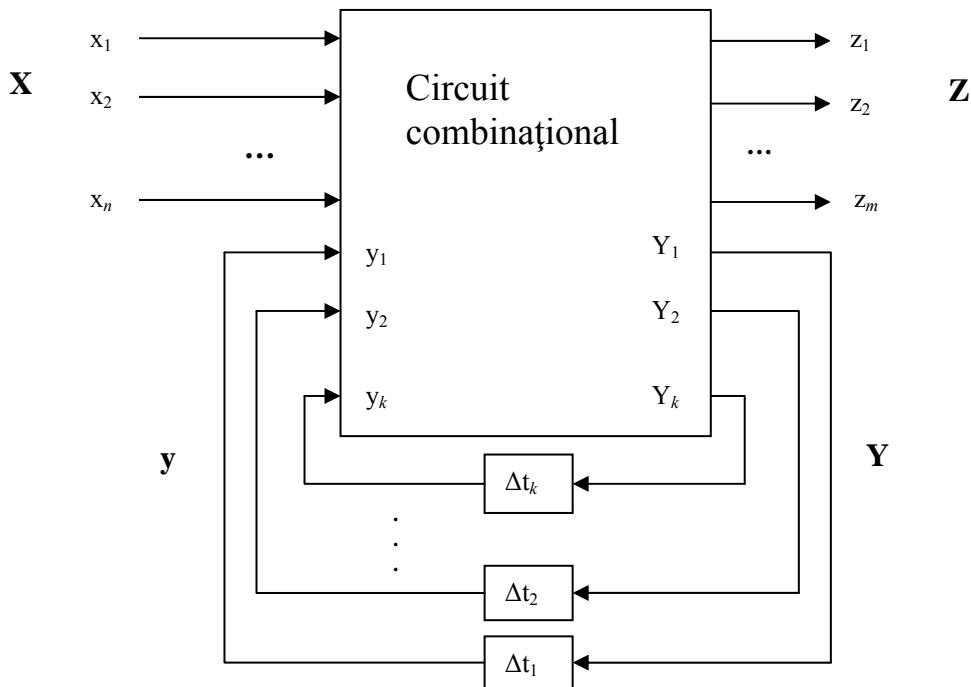 x₁ z₁
X Circuit Z
x₂ combinaţional z₂
... ...
xₙ zₘ
y₁ Y₁
y₂ Y₂
yₖ Yₖ
y Y
Δtₖ
.
.
.
Δt₂
Δt₁